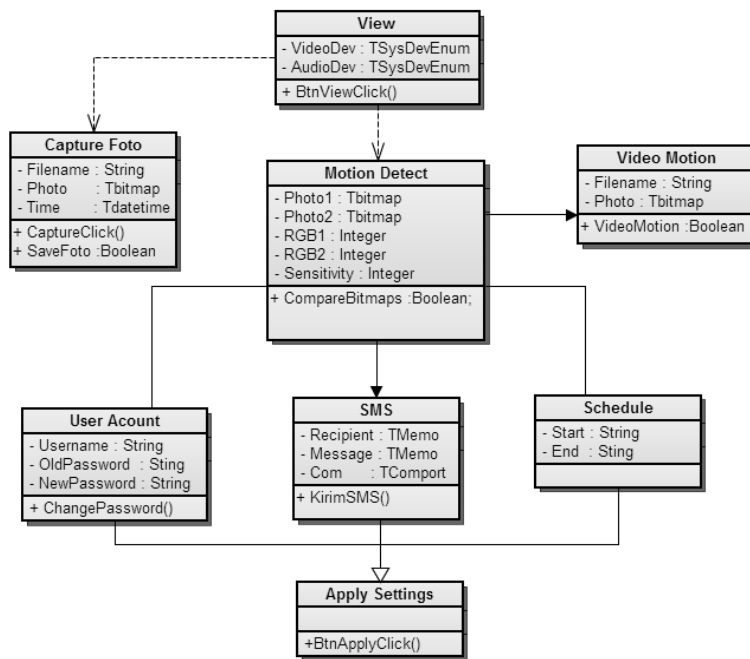 View
- VideoDev : TSysDevEnum
- AudioDev : TSysDevEnum
+ BtnViewClick()
Capture Foto
- Filename : String
- Photo : Tbitmap
- Time : Tdatetime
+ CaptureClick()
+ SaveFoto :Boolean
Motion Detect
- Photo1 : Tbitmap
- Photo2 : Tbitmap
- RGB1 : Integer
- RGB2 : Integer
- Sensitivity : Integer
+ CompareBitmaps :Boolean;
Video Motion
- Filename : String
- Photo : Tbitmap
+ VideoMotion :Boolean
User Acount
- Username : String
- OldPassword : Sting
- NewPassword : String
+ ChangePassword()
SMS
- Recipient : TMemo
- Message : TMemo
- Com : TComport
+ KirimSMS()
Schedule
- Start : String
- End : Sting
Apply Settings
+BtnApplyClick()